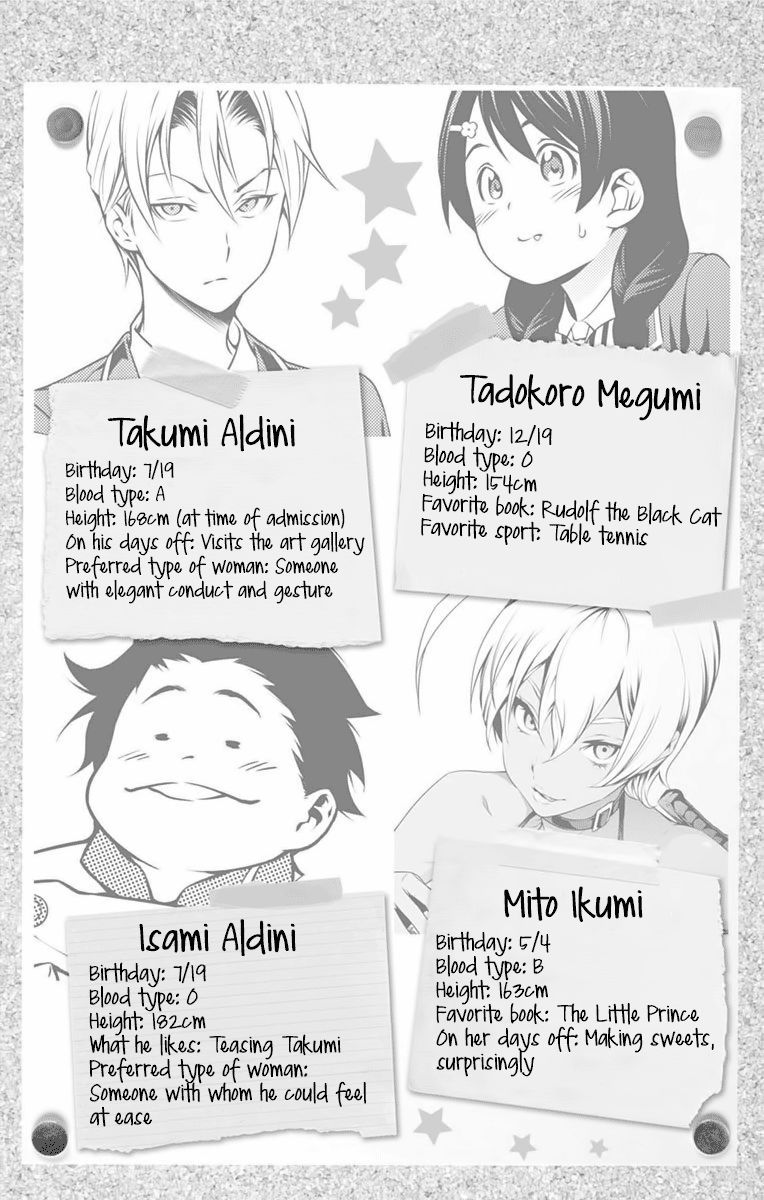 Takumi Aldini
Birthday: 7/19
Blood type: A
Height: 168cm (at time of admission)
On his days off: Visits the art gallery
Preferred type of woman: Someone
with elegant conduct and gesture
Tadokoro Megumi
Birthday: 12/19
Blood type: O
Height: 154cm
Favorite book: Rudolf the Black Cat
Favorite sport: Table tennis
Isami Aldini
Birthday: 7/19
Blood type: O
Height: 182cm
What he likes: Teasing Takumi
Preferred type of woman:
Someone with whom he could feel
at ease
Mito Ikumi
Birthday: 5/4
Blood type: B
Height: 163cm
Favorite book: The Little Prince
On her days off: Making sweets,
surprisingly